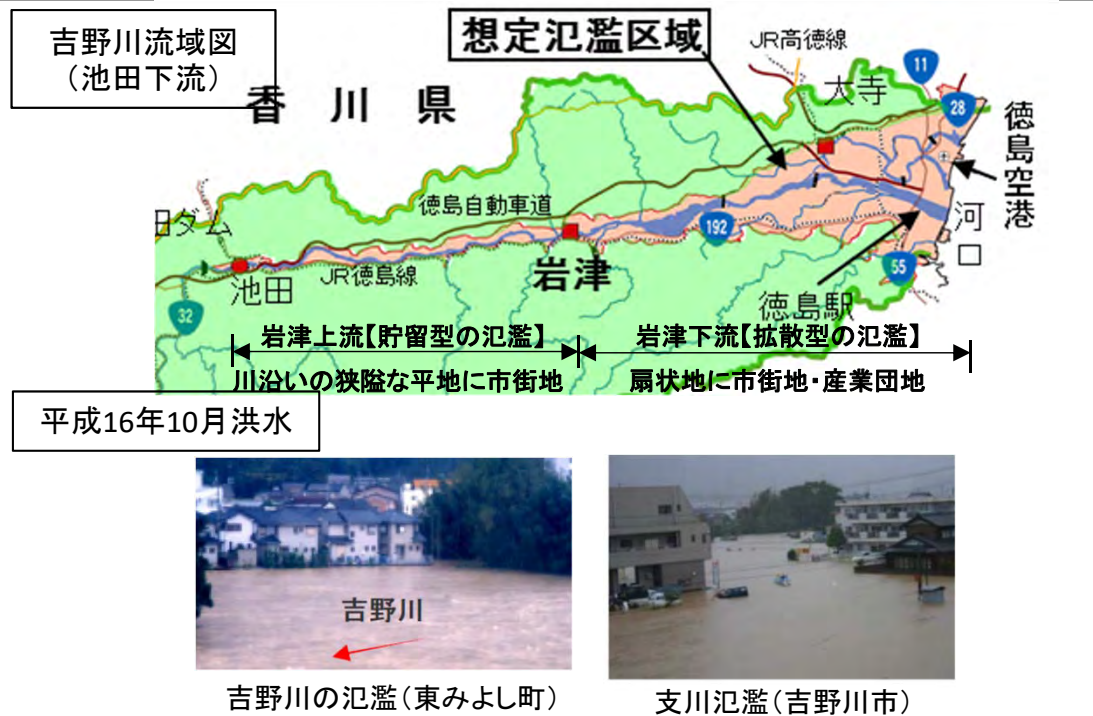 吉野川流域図
（池田下流）
想定氾濫区域
JR高徳線
11
香川県
大寺
28
徳島空港
徳島自動車道
田ダム
192
河口
岩津
JR徳島線
池田
55
徳島駅
32
岩津上流【貯留型の氾濫】
岩津下流【拡散型の氾濫】
川沿いの狭隘な平地に市街地
扇状地に市街地・産業団地
平成16年10月洪水
吉野川
吉野川の氾濫（東みよし町）
支川氾濫（吉野川市）